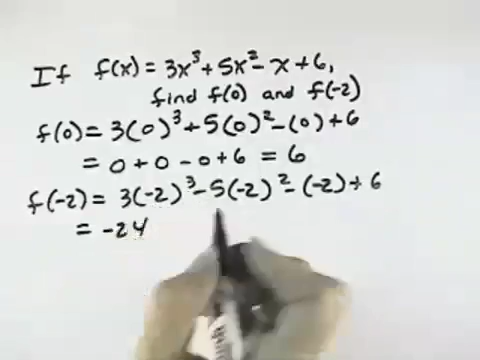 If f(x) = 3x³ + 5x² - x + 6,
find f(0) and f(-2)
f(0) = 3(0)³ + 5(0)² - (0) + 6
= 0 + 0 - 0 + 6 = 6
f(-2) = 3(-2)³ - 5(-2)² - (-2) + 6
= -24